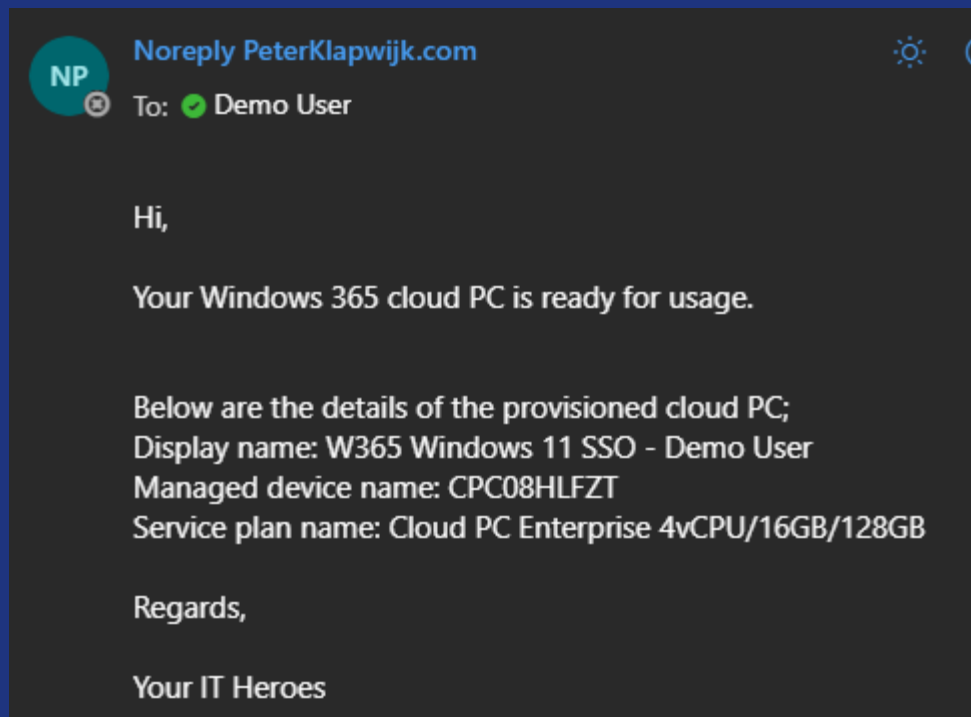 NP
Noreply PeterKlapwijk.com
To: Demo User
Hi,
Your Windows 365 cloud PC is ready for usage.
Below are the details of the provisioned cloud PC;
Display name: W365 Windows 11 SSO - Demo User
Managed device name: CPC08HLFZT
Service plan name: Cloud PC Enterprise 4vCPU/16GB/128GB
Regards,
Your IT Heroes